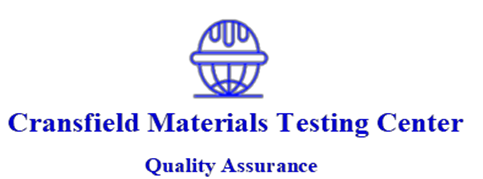 Cransfield Materials Testing Center
Quality Assurance